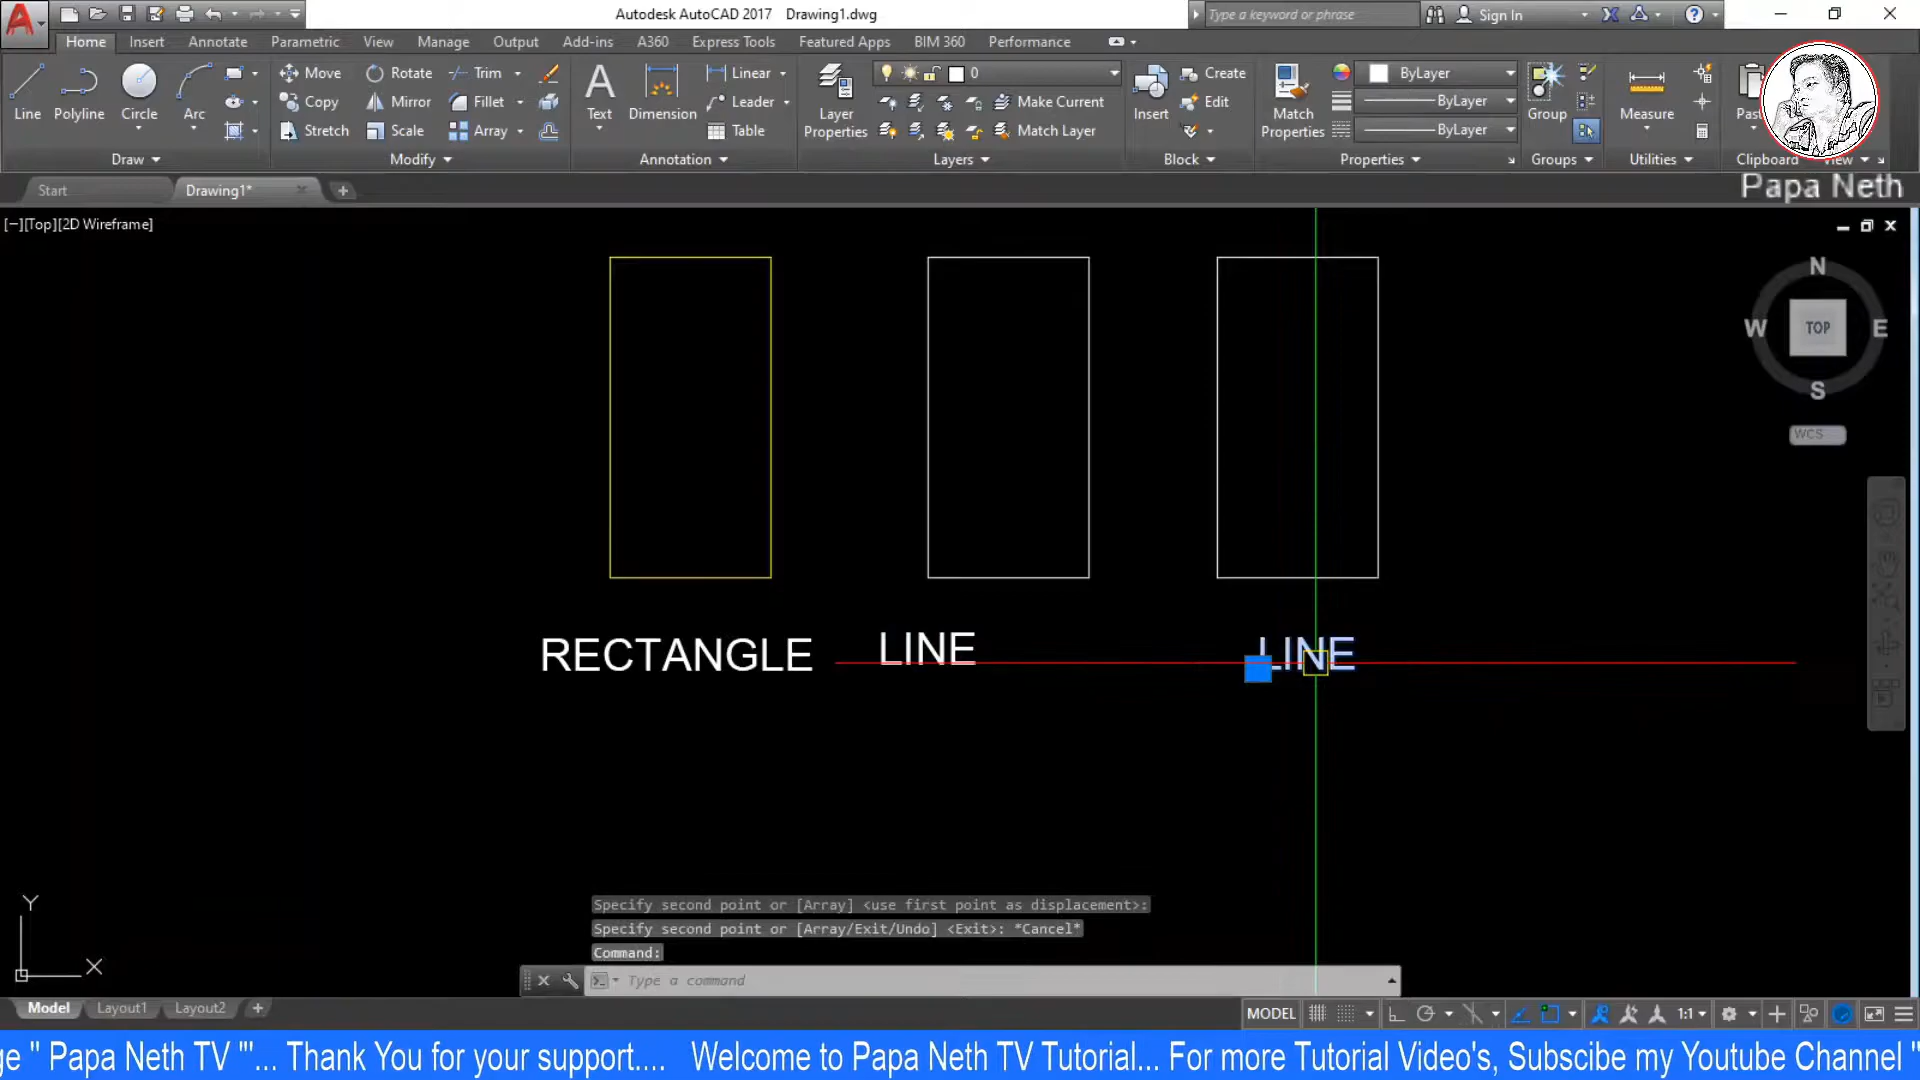 Autodesk AutoCAD 2017 Drawing1.dwg
Type a keyword or phrase
Sign In
Home Insert Annotate Parametric View Manage Output Add-ins A360 Express Tools Featured Apps BIM 360 Performance
Line Polyline Circle Arc
Move Rotate Trim
Copy Mirror Fillet
Stretch Scale Array
Text Dimension
Linear
Leader
Table
Layer Properties
0
Make Current
Match Layer
Insert
Create
Edit
Match Properties
ByLayer
ByLayer
ByLayer
Group
Measure
Draw Modify Annotation Layers Block Properties Groups Utilities Clipboard View
Start Drawing1* +
Papa Neth
[−][Top][2D Wireframe]
N
W TOP E
S
WCS
RECTANGLE LINE LINE
Specify second point or [Array] <use first point as displacement>:
Specify second point or [Array/Exit/Undo] <Exit>: *Cancel*
Command:
Type a command
Y
X
Model Layout1 Layout2 +
MODEL 1:1
ge " Papa Neth TV "'... Thank You for your support.... Welcome to Papa Neth TV Tutorial... For more Tutorial Video's, Subscibe my Youtube Channel "